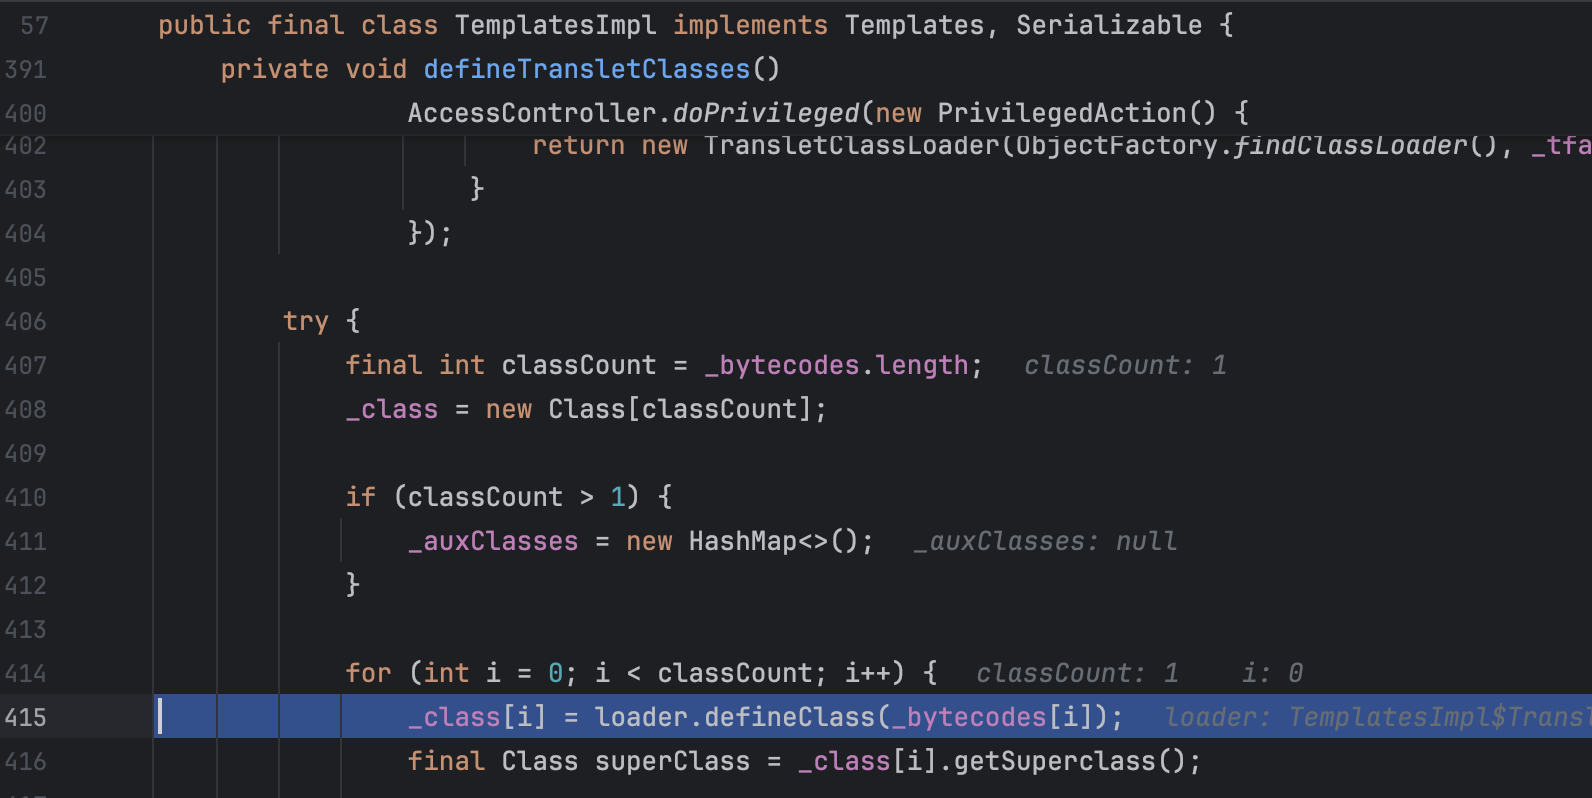 57 public final class TemplatesImpl implements Templates, Serializable {
391 private void defineTransletClasses()
400 AccessController.doPrivileged(new PrivilegedAction() {
402 return new TransletClassLoader(ObjectFactory.findClassLoader(), _tfa
403 }
404 });
405
406 try {
407 final int classCount = _bytecodes.length; classCount: 1
408 _class = new Class[classCount];
409
410 if (classCount > 1) {
411 _auxClasses = new HashMap<>(); _auxClasses: null
412 }
413
414 for (int i = 0; i < classCount; i++) { classCount: 1 i: 0
415 _class[i] = loader.defineClass(_bytecodes[i]); loader: TemplatesImpl$Transl
416 final Class superClass = _class[i].getSuperclass();